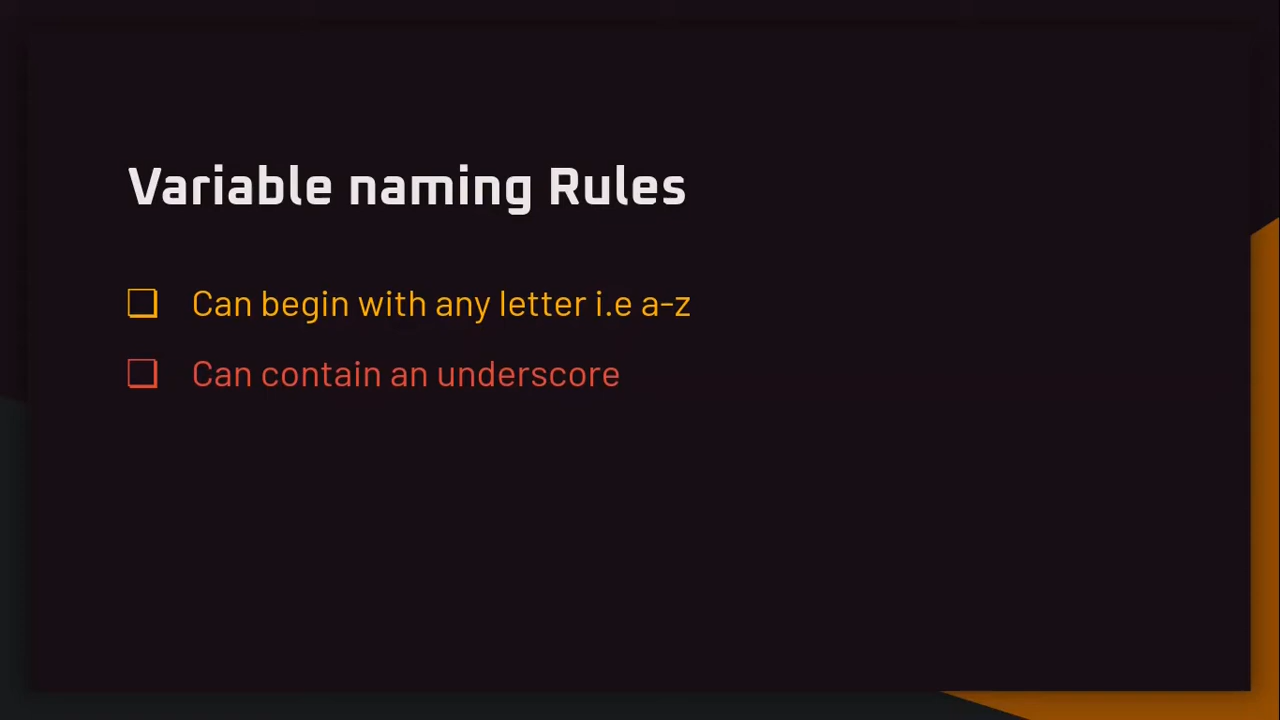 Variable naming Rules
❏ Can begin with any letter i.e a-z
❏ Can contain an underscore